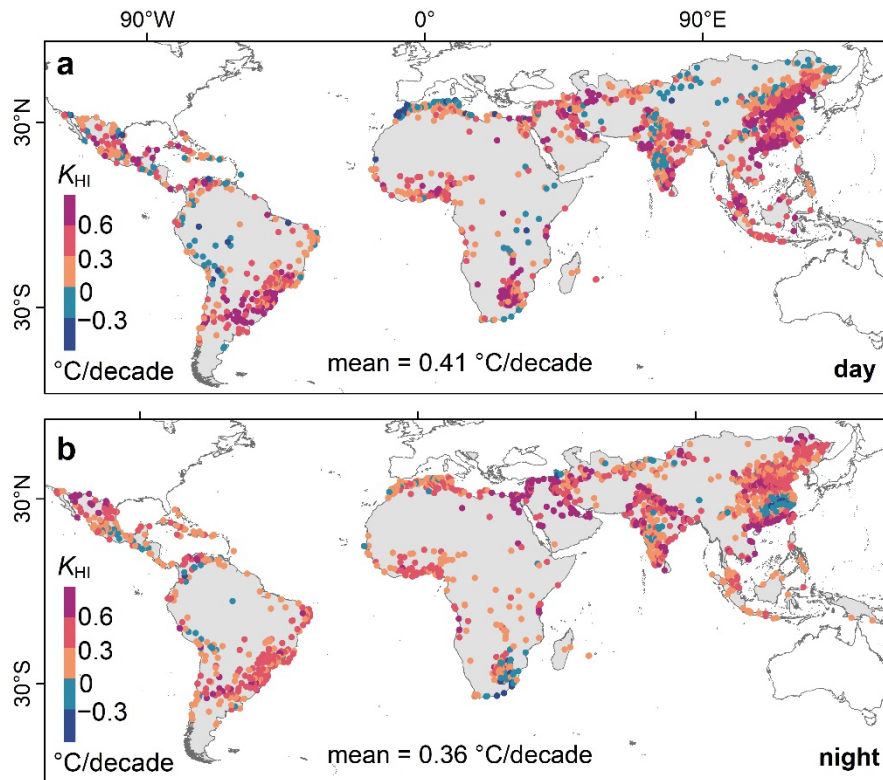 90°W 0° 90°E
a
30°N
K_HI
0.6
0.3
0
−0.3
30°S
°C/decade
mean = 0.41 °C/decade
day
b
30°N
K_HI
0.6
0.3
0
−0.3
30°S
°C/decade
mean = 0.36 °C/decade
night